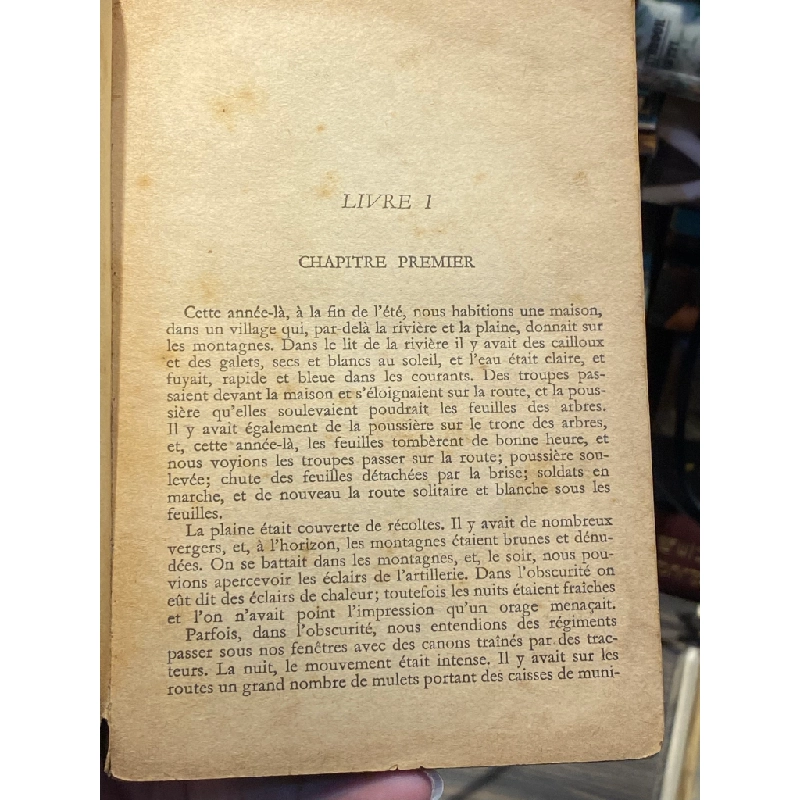 LIVRE I
CHAPITRE PREMIER
Cette année-là, à la fin de l'été, nous habitions une maison,
dans un village qui, par-delà la rivière et la plaine, donnait sur
les montagnes. Dans le lit de la rivière il y avait des cailloux
et des galets, secs et blancs au soleil, et l'eau était claire, et
fuyait, rapide et bleue dans les courants. Des troupes pas-
saient devant la maison et s'éloignaient sur la route, et la pous-
sière qu'elles soulevaient poudrait les feuilles des arbres.
Il y avait également de la poussière sur le tronc des arbres,
et, cette année-là, les feuilles tombèrent de bonne heure, et
nous voyions les troupes passer sur la route; poussière sou-
levée; chute des feuilles détachées par la brise; soldats en
marche, et de nouveau la route solitaire et blanche sous les
feuilles.
La plaine était couverte de récoltes. Il y avait de nombreux
vergers, et, à l'horizon, les montagnes étaient brunes et dénu-
dées. On se battait dans les montagnes, et, le soir, nous pou-
vions apercevoir les éclairs de l'artillerie. Dans l'obscurité on
eût dit des éclairs de chaleur; toutefois les nuits étaient fraîches
et l'on n'avait point l'impression qu'un orage menaçait.
Parfois, dans l'obscurité, nous entendions des régiments
passer sous nos fenêtres avec des canons traînés par des trac-
teurs. La nuit, le mouvement était intense. Il y avait sur les
routes un grand nombre de mulets portant des caisses de muni-